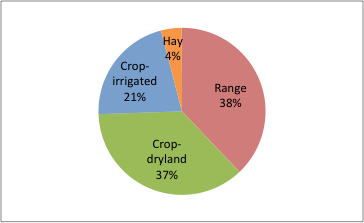 Hay
4%
Crop-
irrigated
21%
Range
38%
Crop-
dryland
37%